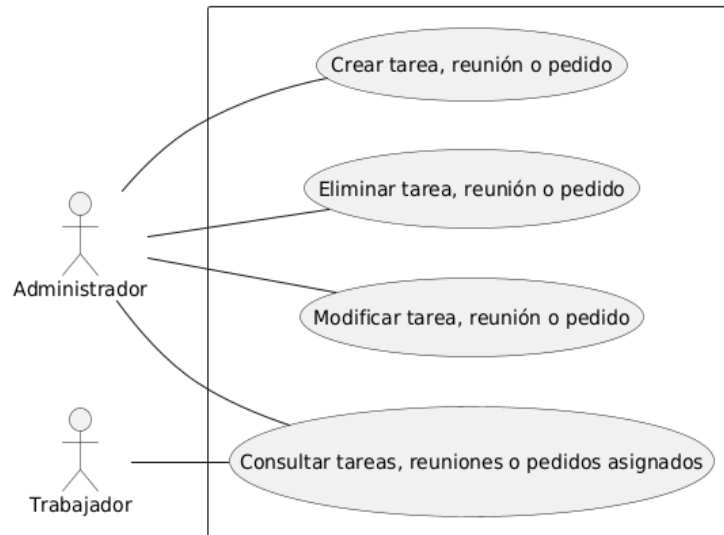 Crear tarea, reunión o pedido
Eliminar tarea, reunión o pedido
Administrador
Modificar tarea, reunión o pedido
Consultar tareas, reuniones o pedidos asignados
Trabajador